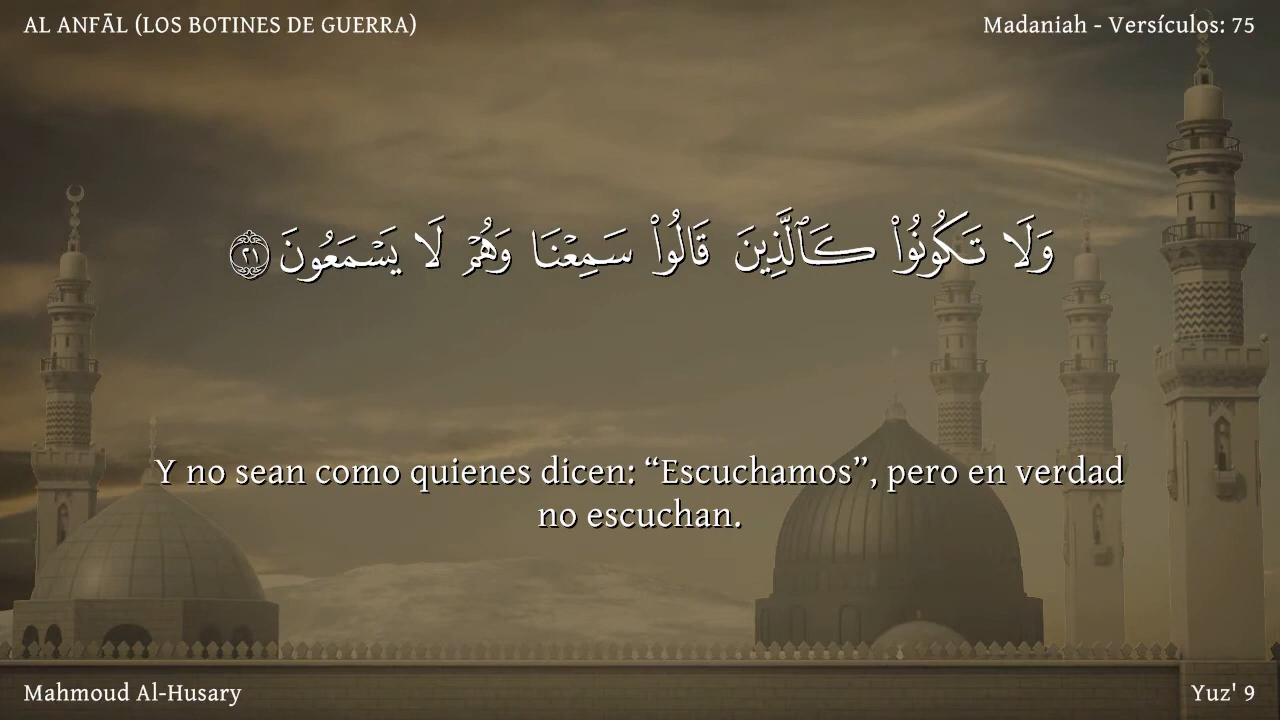 AL ANFĀL (LOS BOTINES DE GUERRA)
Madaniah - Versículos: 75
وَلَا تَكُونُوا۟ كَٱلَّذِينَ قَالُوا۟ سَمِعْنَا وَهُمْ لَا يَسْمَعُونَ ٢١
Y no sean como quienes dicen: “Escuchamos”, pero en verdad
no escuchan.
Mahmoud Al-Husary
Yuz' 9